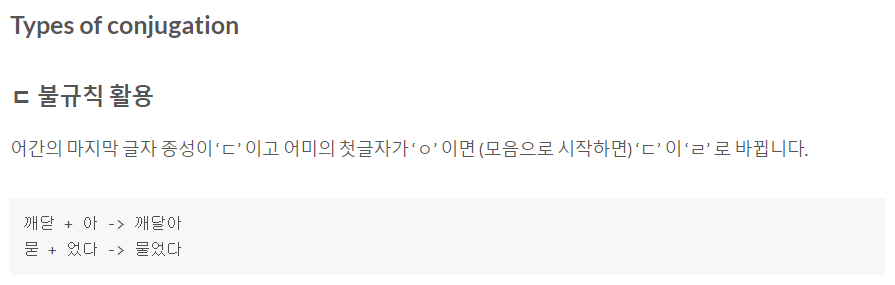 Types of conjugation
ㄷ 불규칙 활용
어간의 마지막 글자 종성이 ‘ㄷ’ 이고 어미의 첫글자가 ‘ㅇ’ 이면 (모음으로 시작하면) ‘ㄷ’ 이 ‘ㄹ’ 로 바뀝니다.
깨닫 + 아 -> 깨달아
묻 + 었다 -> 물었다